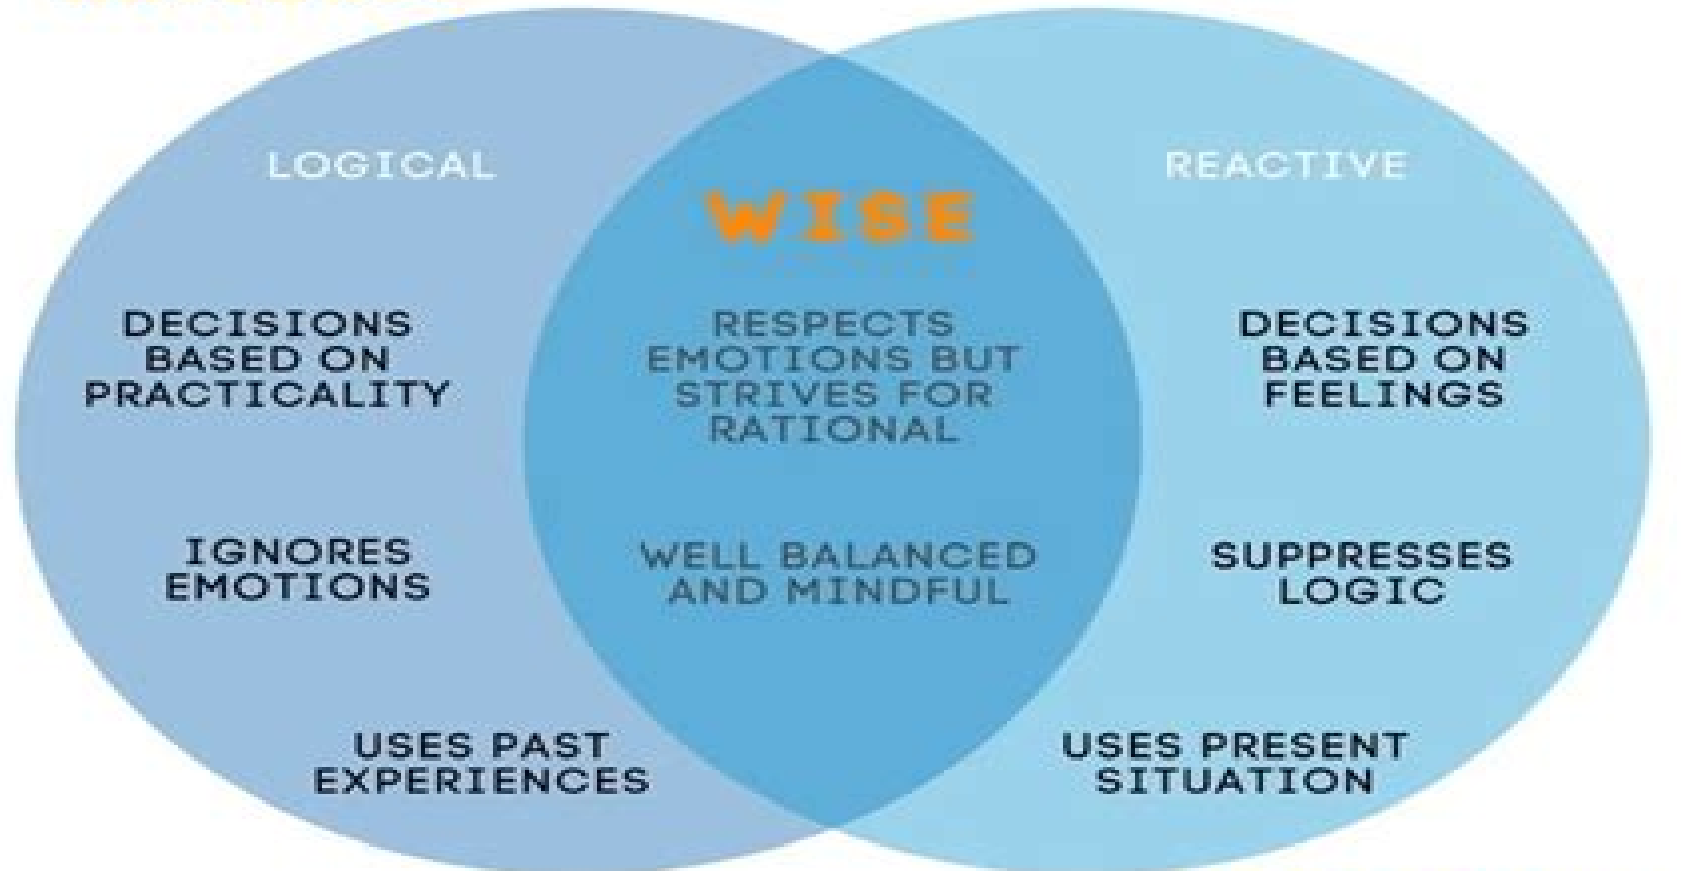 LOGICAL
DECISIONS
BASED ON
PRACTICALITY
IGNORES
EMOTIONS
USES PAST
EXPERIENCES
WISE
RESPECTS
EMOTIONS BUT
STRIVES FOR
RATIONAL
WELL BALANCED
AND MINDFUL
REACTIVE
DECISIONS
BASED ON
FEELINGS
SUPPRESSES
LOGIC
USES PRESENT
SITUATION